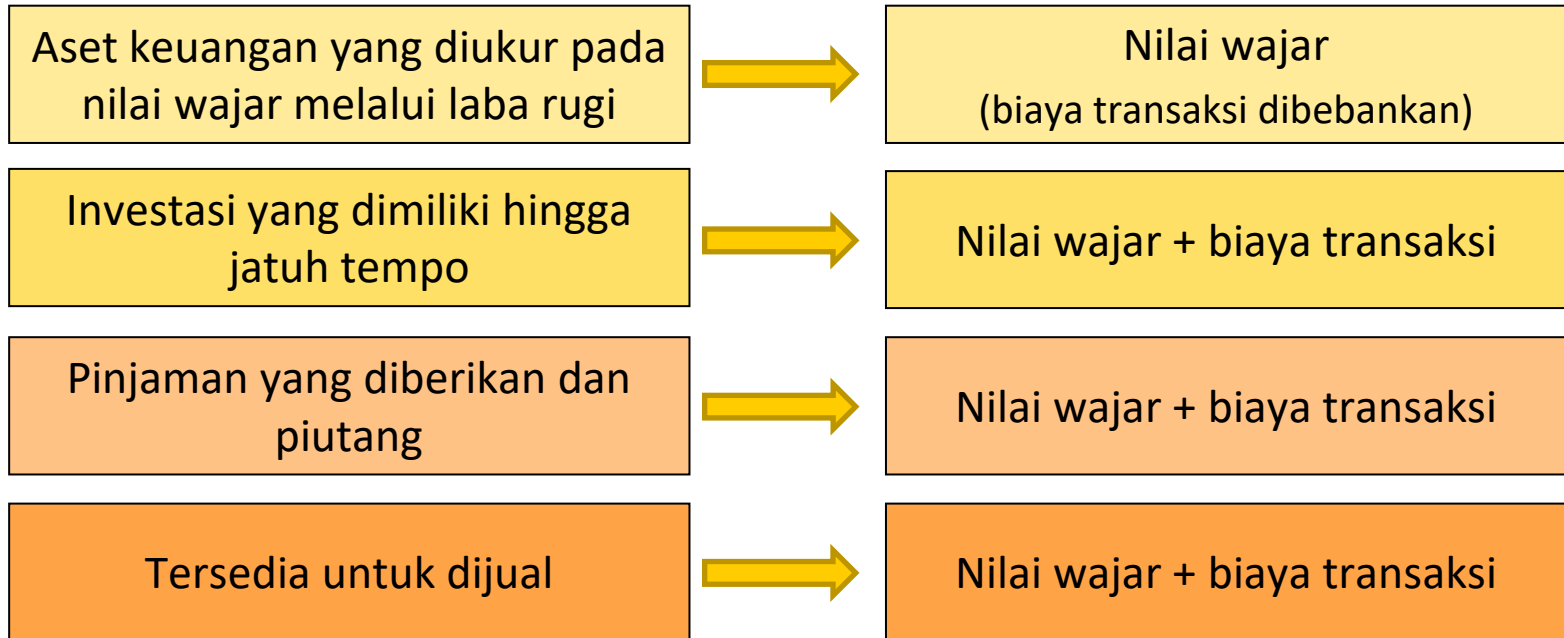 Aset keuangan yang diukur pada
nilai wajar melalui laba rugi
Nilai wajar
(biaya transaksi dibebankan)
Investasi yang dimiliki hingga
jatuh tempo
Nilai wajar + biaya transaksi
Pinjaman yang diberikan dan
piutang
Nilai wajar + biaya transaksi
Tersedia untuk dijual
Nilai wajar + biaya transaksi